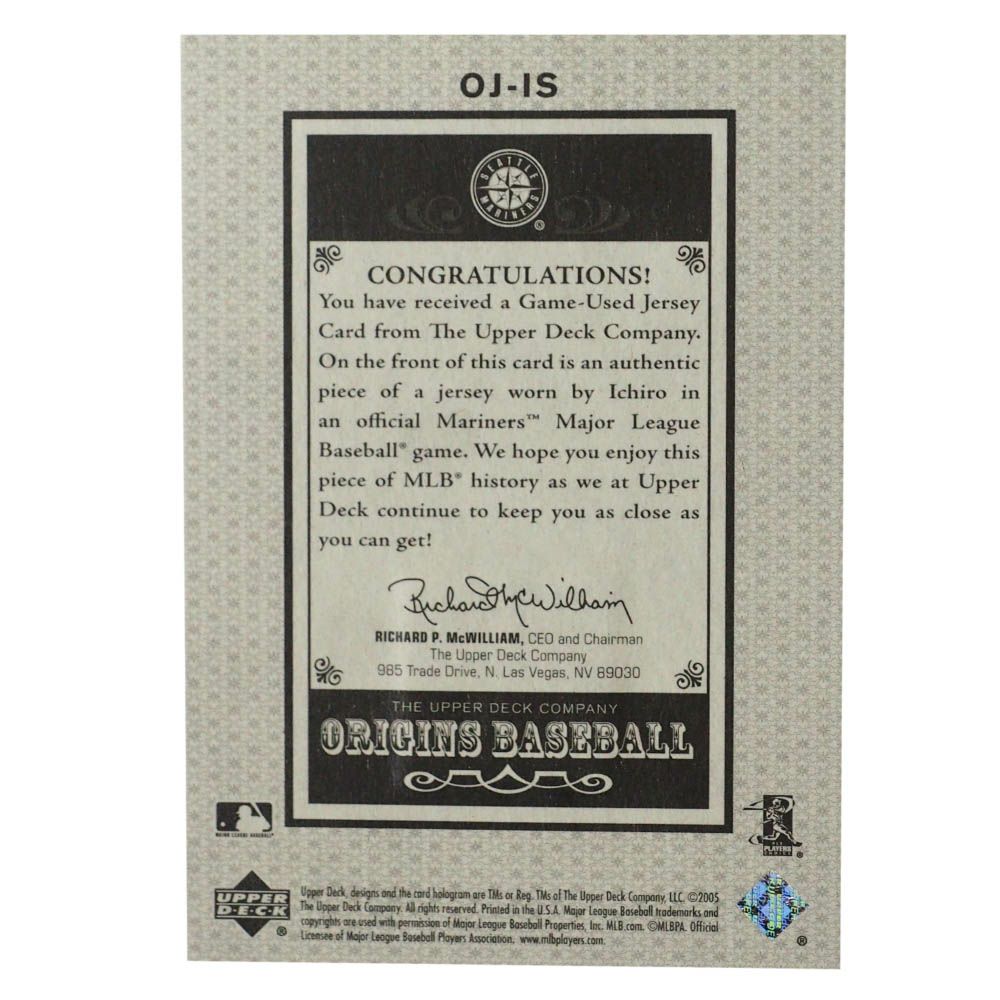 OJ-IS
SEATTLE
MARINERS
CONGRATULATIONS!
You have received a Game-Used Jersey
Card from The Upper Deck Company.
On the front of this card is an authentic
piece of a jersey worn by Ichiro in
an official Mariners™ Major League
Baseball® game. We hope you enjoy this
piece of MLB® history as we at Upper
Deck continue to keep you as close as
you can get!
Richard McWilliam
RICHARD P. McWILLIAM, CEO and Chairman
The Upper Deck Company
985 Trade Drive, N. Las Vegas, NV 89030
THE UPPER DECK COMPANY
ORIGINS BASEBALL
MAJOR LEAGUE BASEBALL®
PLAYERS
CHOICE ®
UPPER
DECK ®
Upper Deck, designs and the card hologram are TMs or Reg. TMs of The Upper Deck Company, LLC. ©2005
The Upper Deck Company. All rights reserved. Printed in the U.S.A. Major League Baseball trademarks and
copyrights are used with permission of Major League Baseball Properties, Inc. MLB.com. ©MLBPA. Official
Licensee of Major League Baseball Players Association. www.mlbplayers.com.
®